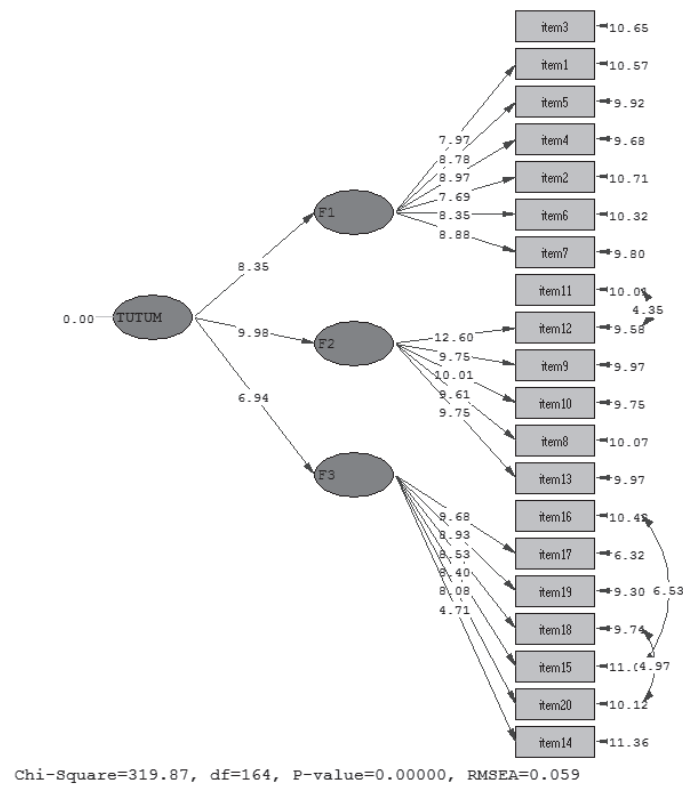 item3 10.65
item1 10.57
item5 9.92
7.97 item4 9.68
8.78
8.97 item2 10.71
7.69
F1 8.35 item6 10.32
8.88 item7 9.80
8.35
item11 10.01
4.35
0.00 TUTUM 9.98 F2 12.60 item12 9.58
9.75 item9 9.97
10.01
6.94 9.61 item10 9.75
9.75 item8 10.07
F3 item13 9.97
9.68 item16
8.93 item17 6.32
8.53
8.40 item19 9.30 6.53
8.08
4.71 item18 9.74
item15 4.97
item20 10.12
item14 11.36
Chi-Square=319.87, df=164, P-value=0.00000, RMSEA=0.059